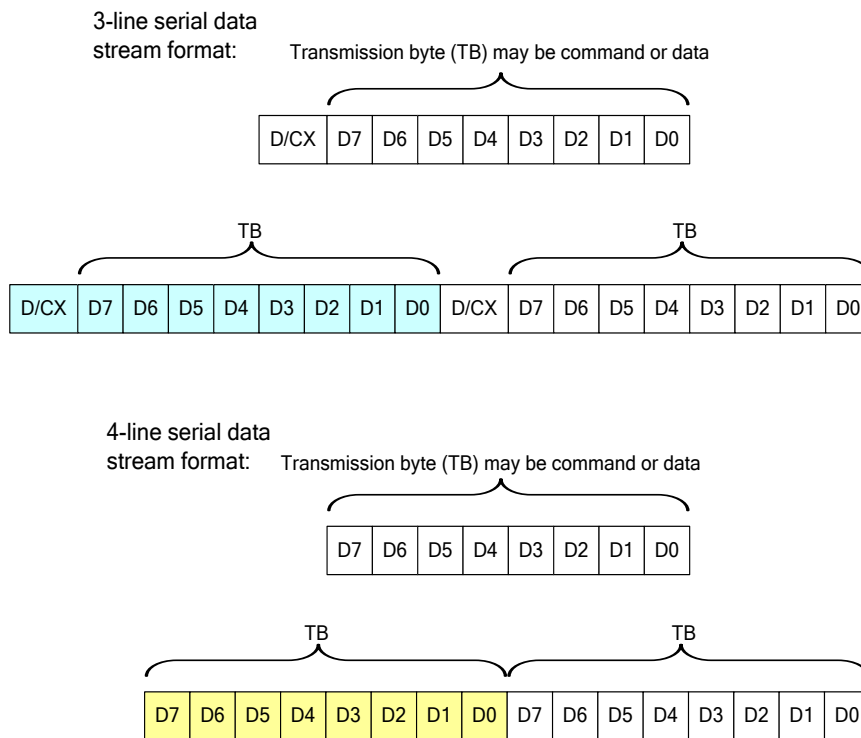 3-line serial data
stream format:
Transmission byte (TB) may be command or data
D/CX D7 D6 D5 D4 D3 D2 D1 D0
TB TB
D/CX D7 D6 D5 D4 D3 D2 D1 D0 D/CX D7 D6 D5 D4 D3 D2 D1 D0
4-line serial data
stream format:
Transmission byte (TB) may be command or data
D7 D6 D5 D4 D3 D2 D1 D0
TB TB
D7 D6 D5 D4 D3 D2 D1 D0 D7 D6 D5 D4 D3 D2 D1 D0